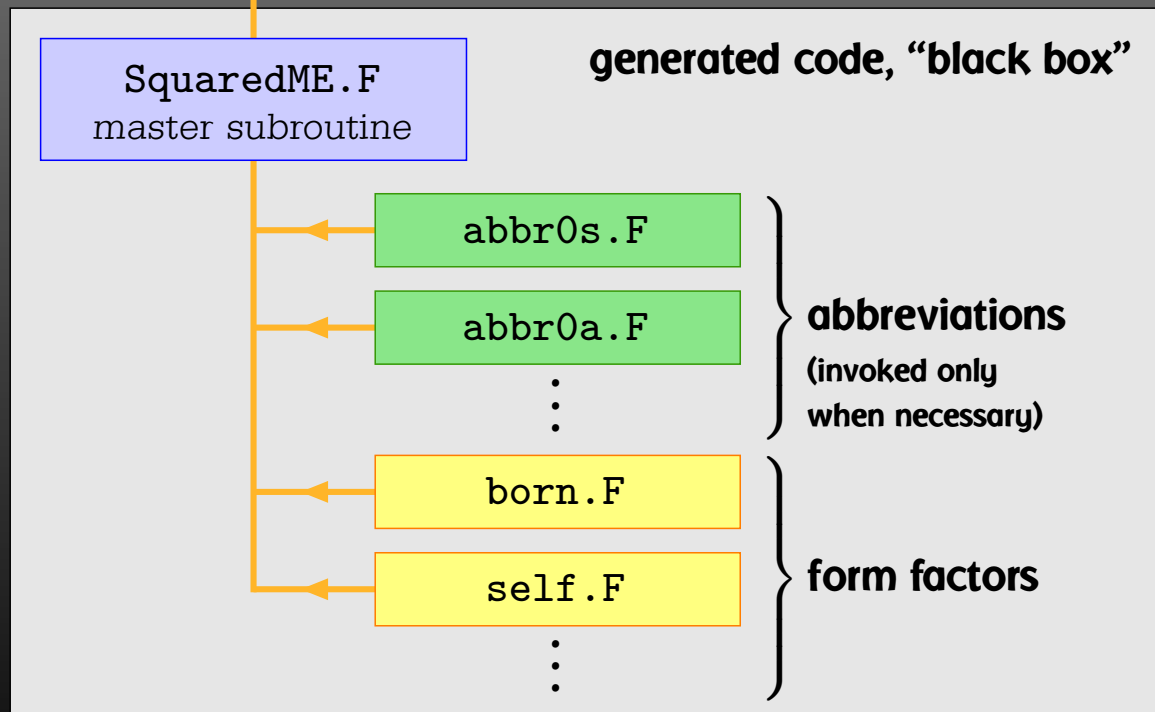 generated code, “black box”
SquaredME.F
master subroutine
abbr0s.F
abbr0a.F
abbreviations
(invoked only
when necessary)
born.F
self.F
form factors